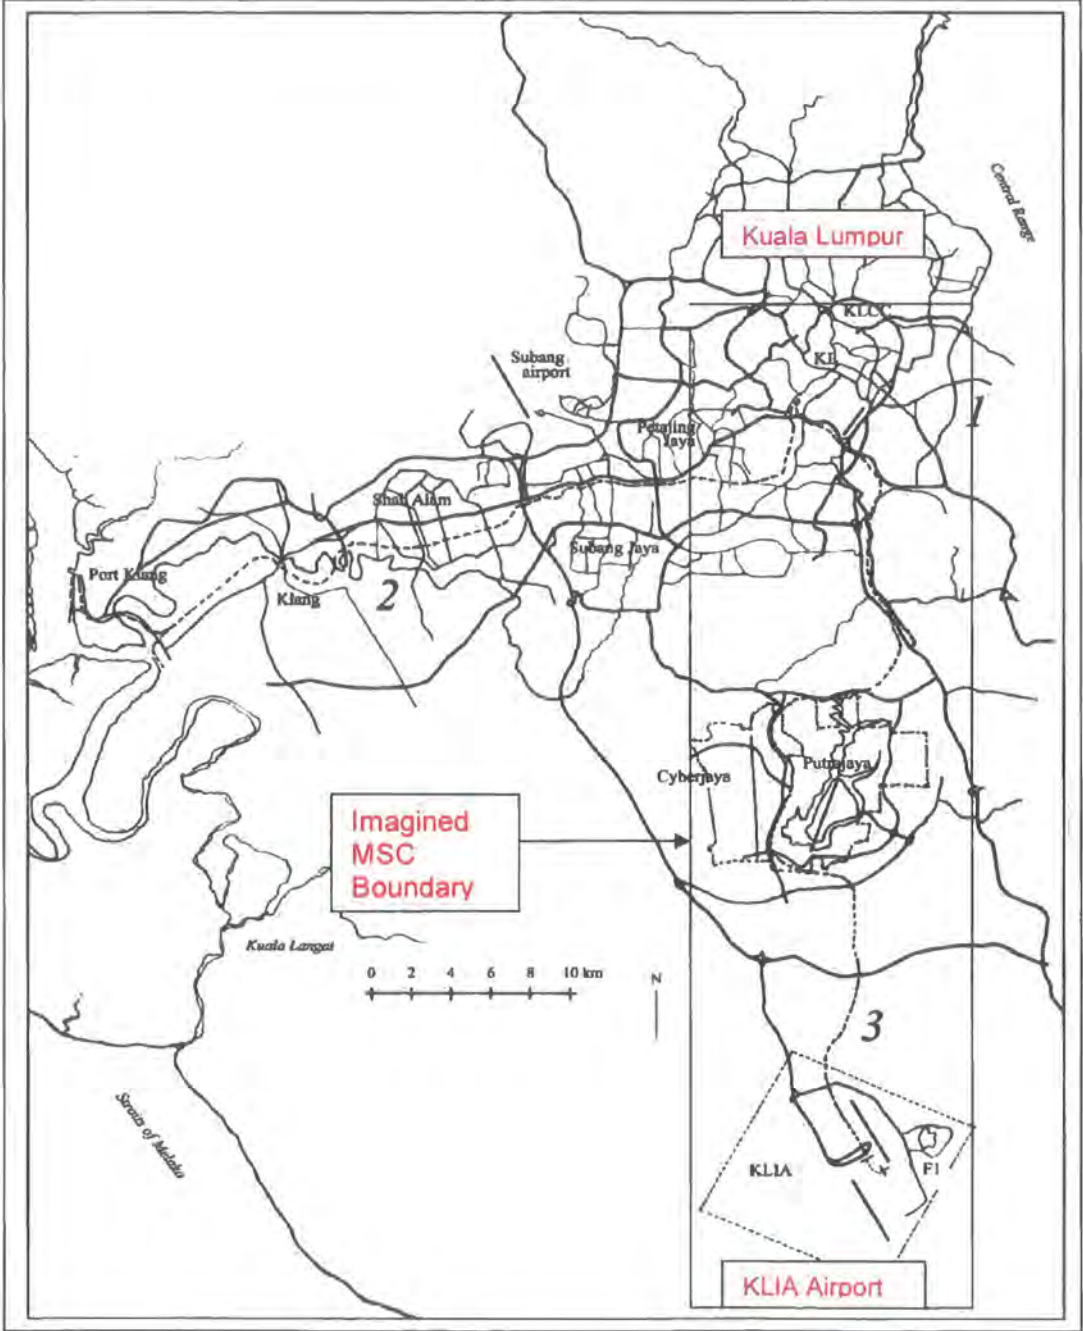 Central Range
Kuala Lumpur
KLCC
KL
Subang
airport
1
Petaling
Jaya
Shah Alam
Subang Jaya
Port Klang
Klang
2
Putrajaya
Cyberjaya
Imagined
MSC
Boundary
Kuala Langat
0 2 4 6 8 10 km
N
3
Straits of Melaka
KLIA
F1
KLIA Airport